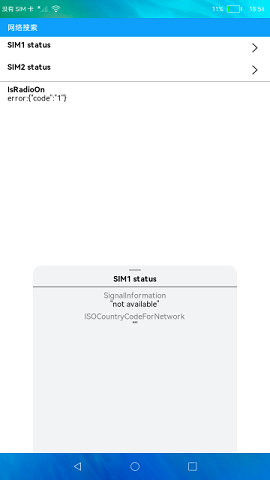 没有 SIM 卡
11%
18:54
网络搜索
SIM1 status
SIM2 status
IsRadioOn
error:{"code":"1"}
SIM1 status
SignalInformation
"not available"
ISOCountryCodeForNetwork
""